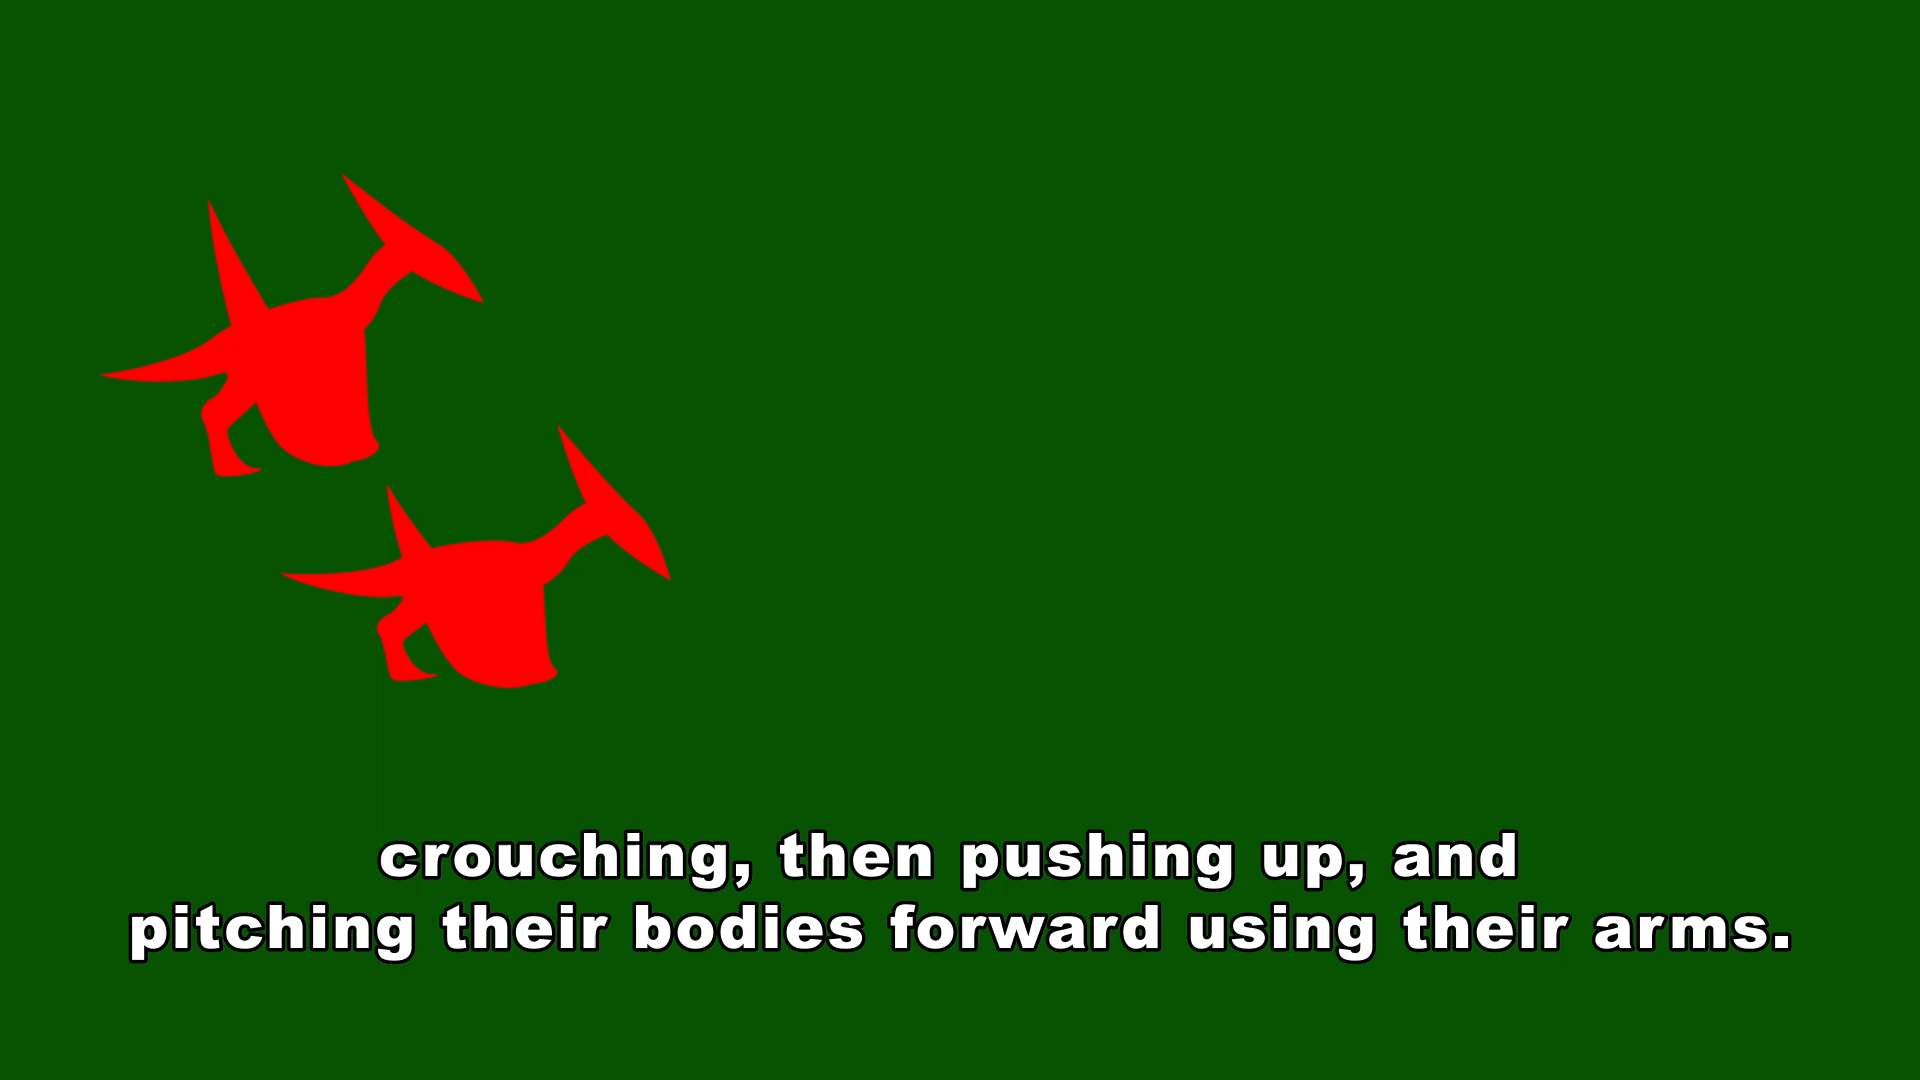 crouching, then pushing up, and
pitching their bodies forward using their arms.